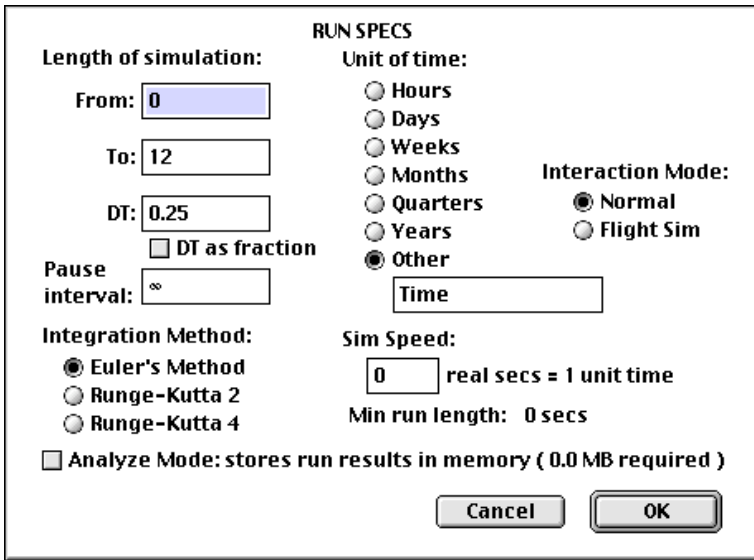 RUN SPECS
Length of simulation:
From: 0
To: 12
DT: 0.25
DT as fraction
Pause
interval: ∞
Unit of time:
Hours
Days
Weeks
Months
Quarters
Years
Other
Time
Interaction Mode:
Normal
Flight Sim
Integration Method:
Euler's Method
Runge-Kutta 2
Runge-Kutta 4
Sim Speed:
0 real secs = 1 unit time
Min run length: 0 secs
Analyze Mode: stores run results in memory ( 0.0 MB required )
Cancel
OK